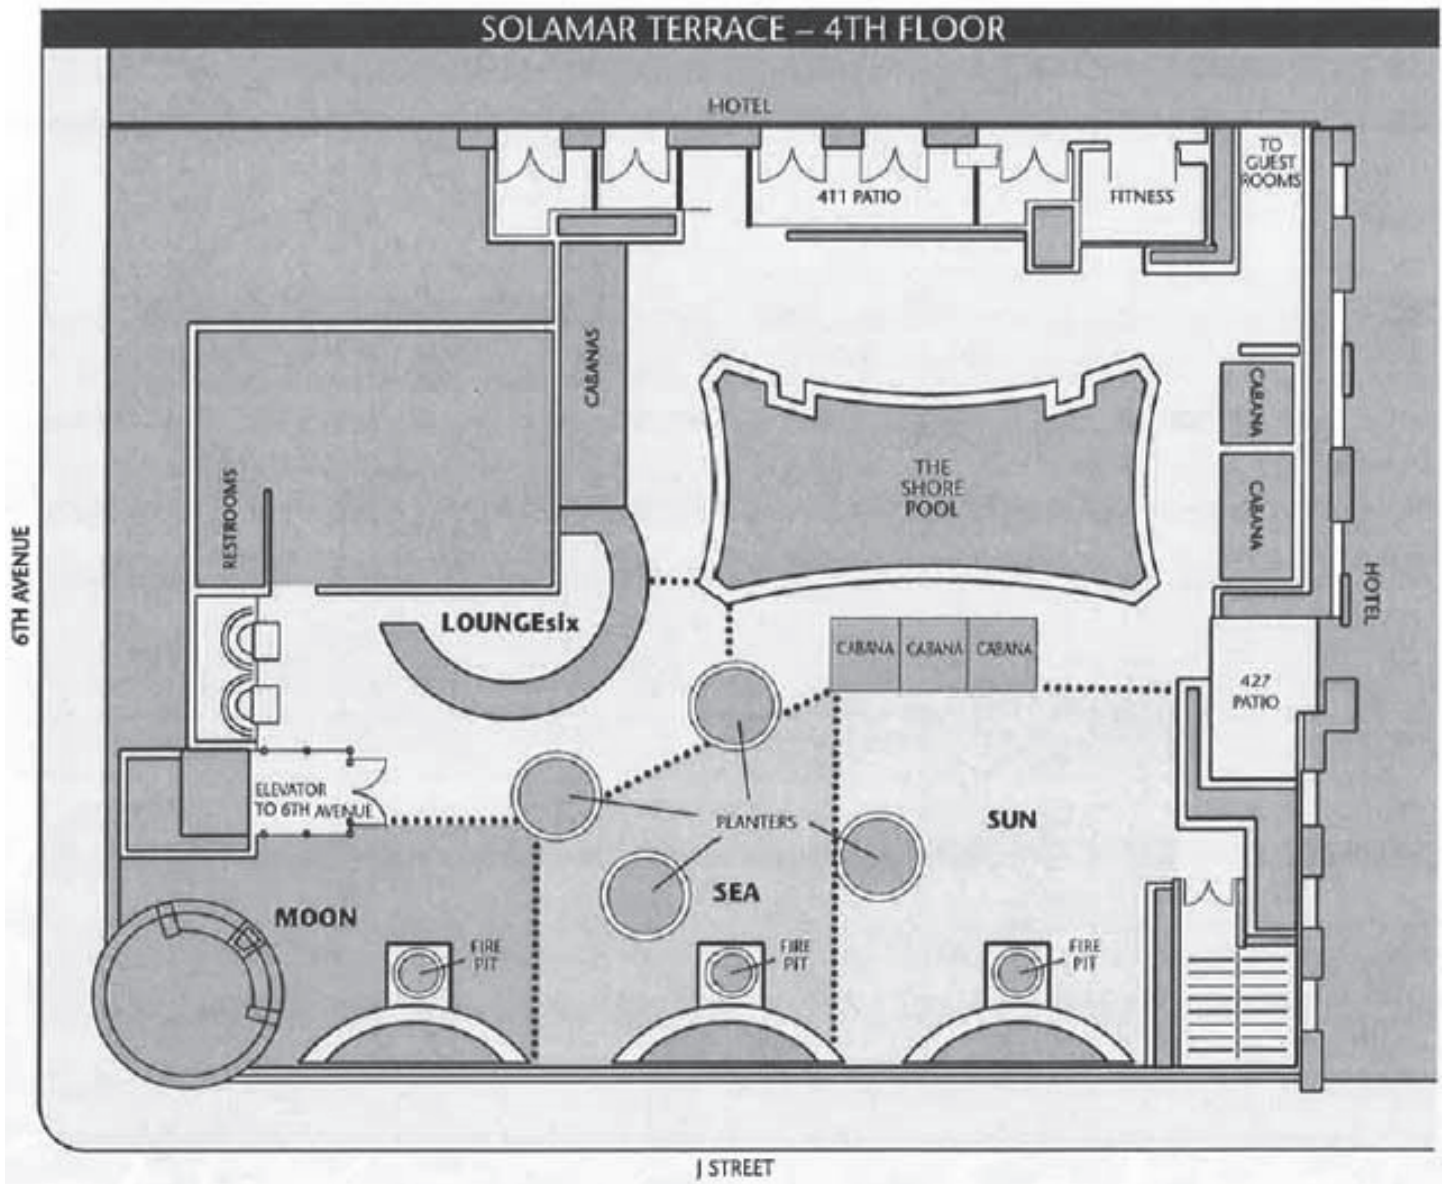 SOLAMAR TERRACE – 4TH FLOOR
HOTEL
TO
GUEST
ROOMS
411 PATIO
FITNESS
CABANAS
CABANA
CABANA
THE
SHORE
POOL
RESTROOMS
6TH AVENUE
HOTEL
LOUNGEsix
CABANA
CABANA
CABANA
427
PATIO
ELEVATOR
TO 6TH AVENUE
PLANTERS
SUN
SEA
MOON
FIRE
PIT
FIRE
PIT
FIRE
PIT
J STREET